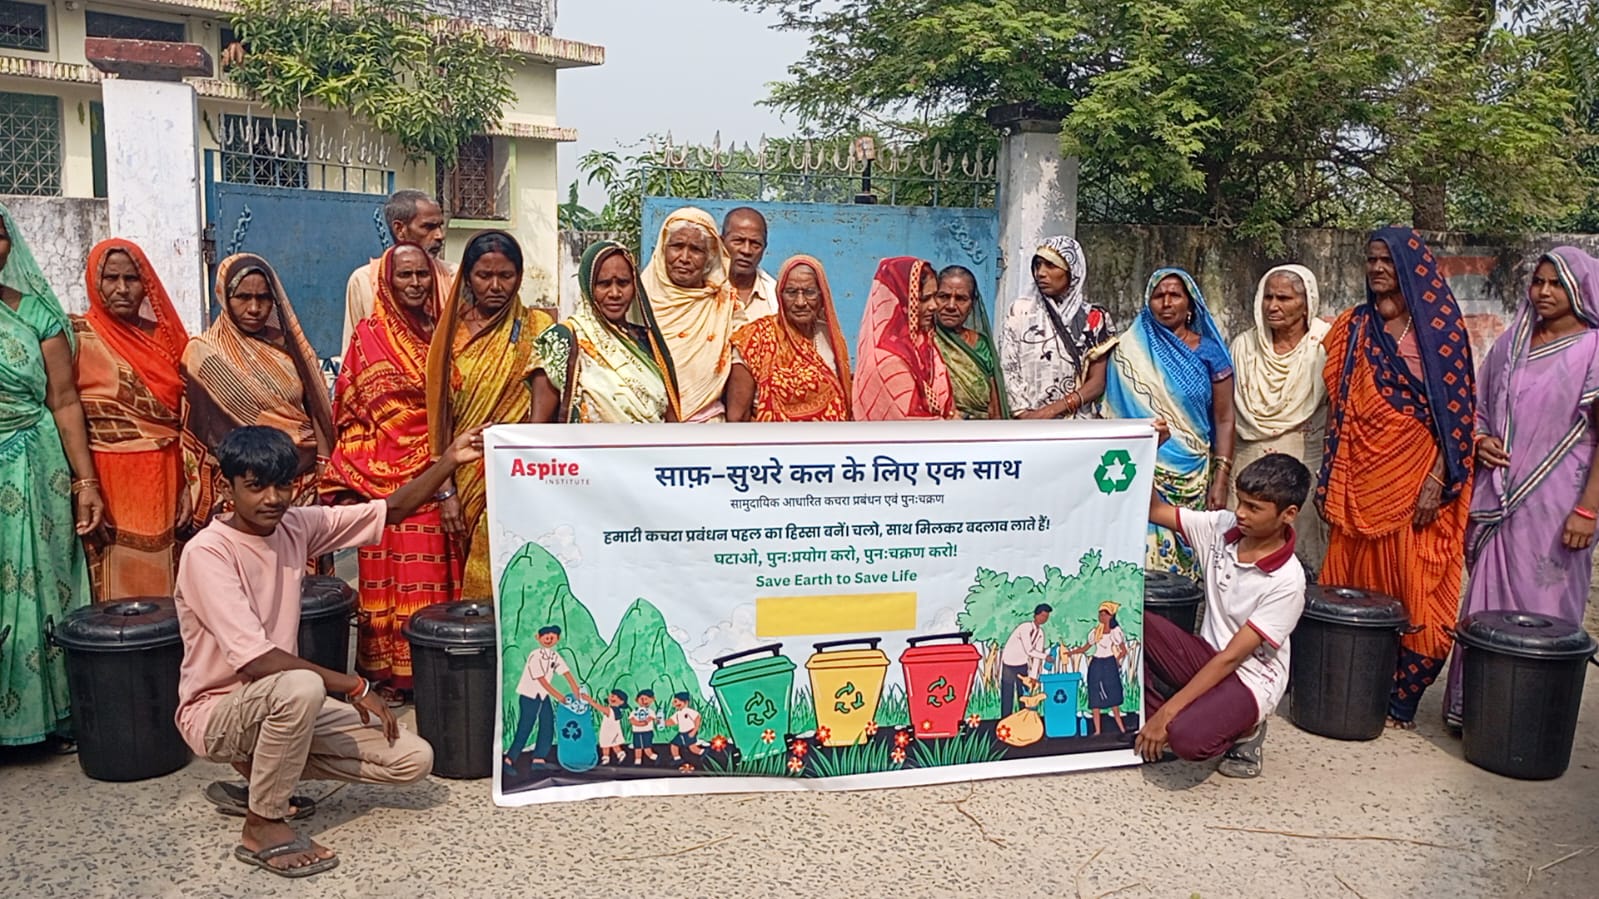 Aspire
INSTITUTE
साफ़-सुथरे कल के लिए एक साथ
सामुदायिक आधारित कचरा प्रबंधन एवं पुनःचक्रण
हमारी कचरा प्रबंधन पहल का हिस्सा बनें। चलो, साथ मिलकर बदलाव लाते हैं!
घटाओ, पुनःप्रयोग करो, पुनःचक्रण करो!
Save Earth to Save Life